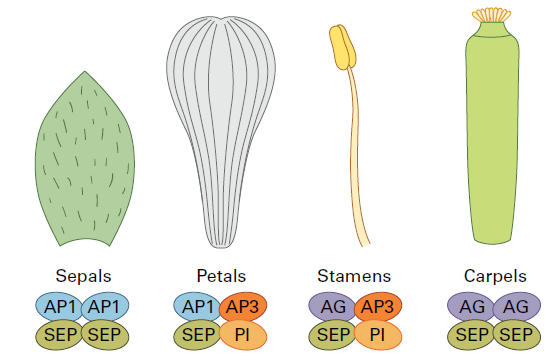 Sepals Petals Stamens Carpels
AP1 AP1 AP1 AP3 AG AP3 AG AG
SEP SEP SEP PI SEP PI SEP SEP